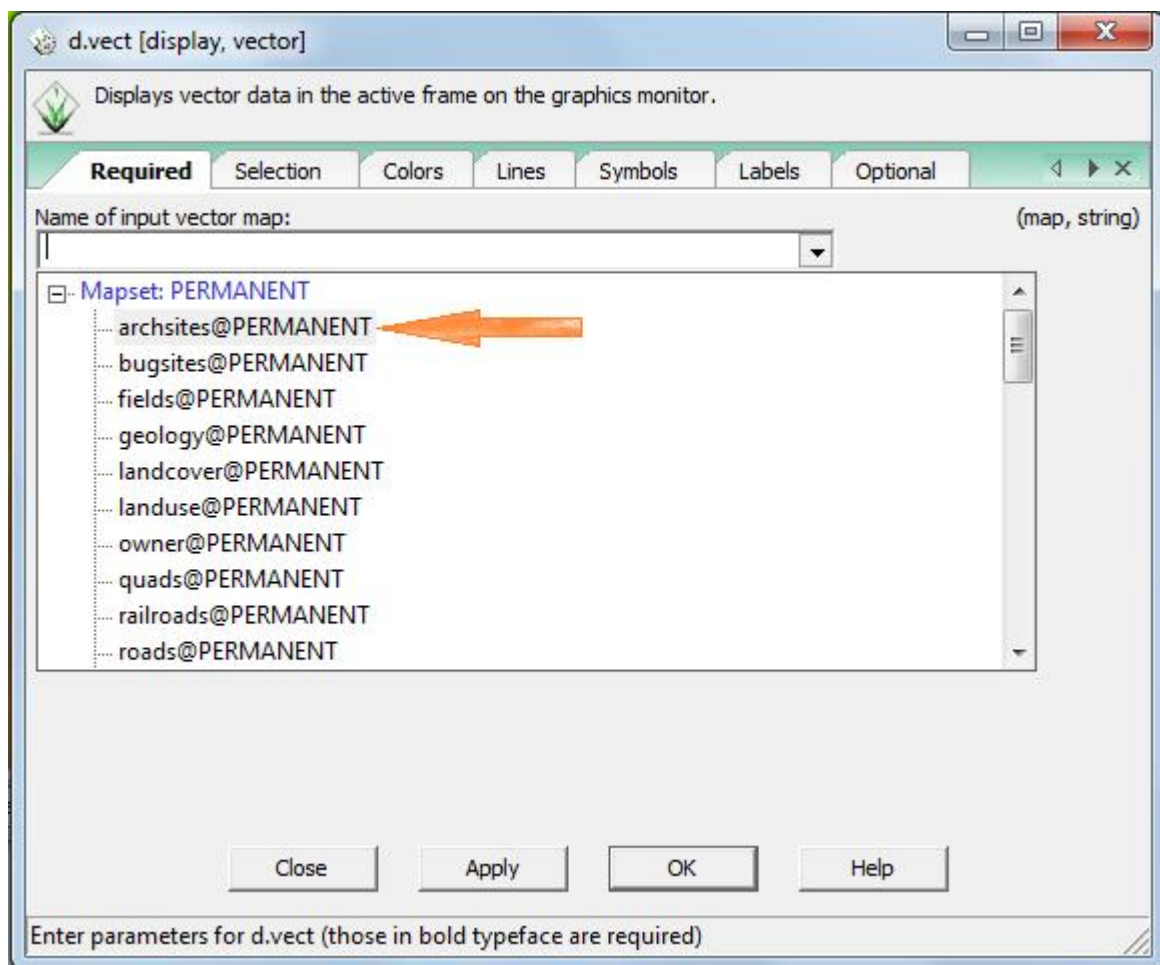 d.vect [display, vector]
Displays vector data in the active frame on the graphics monitor.
Required Selection Colors Lines Symbols Labels Optional
Name of input vector map: (map, string)
Mapset: PERMANENT
archsites@PERMANENT
bugsites@PERMANENT
fields@PERMANENT
geology@PERMANENT
landcover@PERMANENT
landuse@PERMANENT
owner@PERMANENT
quads@PERMANENT
railroads@PERMANENT
roads@PERMANENT
Close Apply OK Help
Enter parameters for d.vect (those in bold typeface are required)